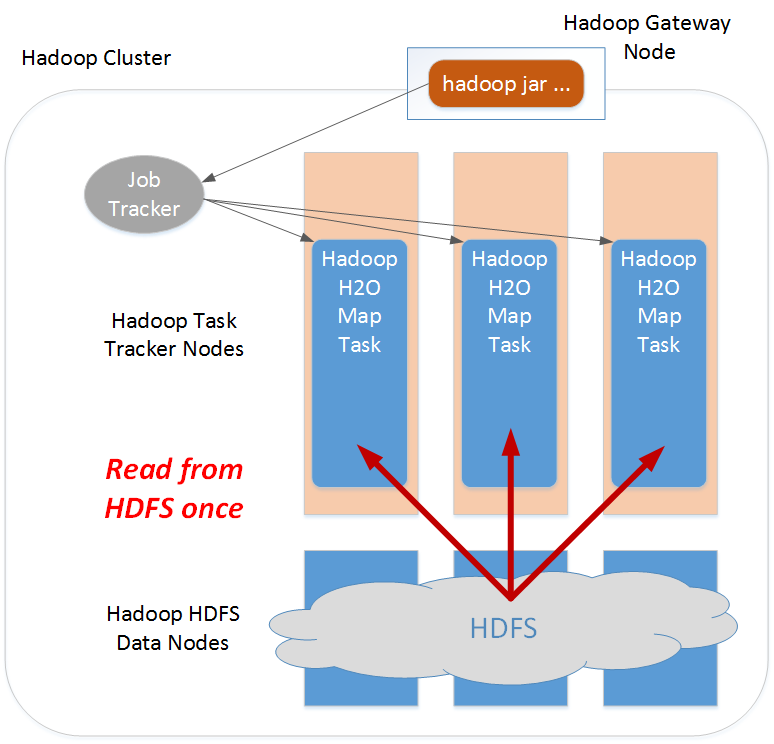 Hadoop Cluster
Hadoop Gateway
Node
hadoop jar ...
Job
Tracker
Hadoop
H2O
Map
Task
Hadoop
H2O
Map
Task
Hadoop
H2O
Map
Task
Hadoop Task
Tracker Nodes
Read from
HDFS once
Hadoop HDFS
Data Nodes
HDFS